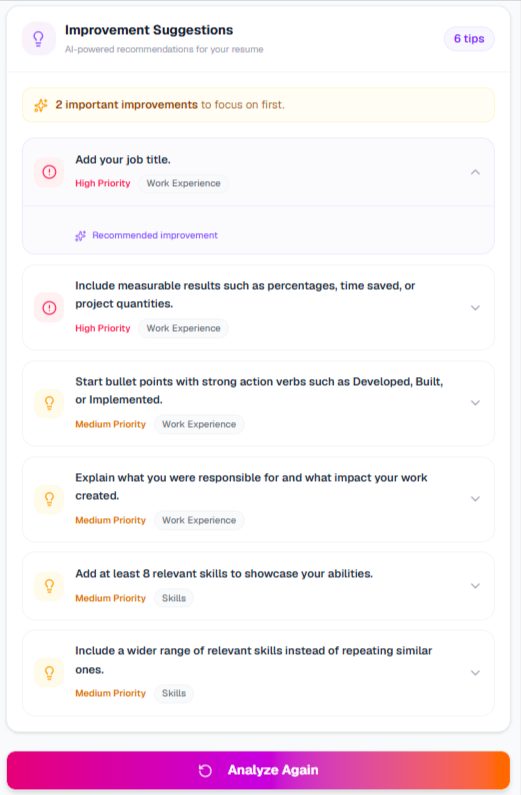 Improvement Suggestions
AI-powered recommendations for your resume
6 tips
2 important improvements to focus on first.
Add your job title.
High Priority
Work Experience
Recommended improvement
Include measurable results such as percentages, time saved, or
project quantities.
High Priority
Work Experience
Start bullet points with strong action verbs such as Developed, Built,
or Implemented.
Medium Priority
Work Experience
Explain what you were responsible for and what impact your work
created.
Medium Priority
Work Experience
Add at least 8 relevant skills to showcase your abilities.
Medium Priority
Skills
Include a wider range of relevant skills instead of repeating similar
ones.
Medium Priority
Skills
Analyze Again